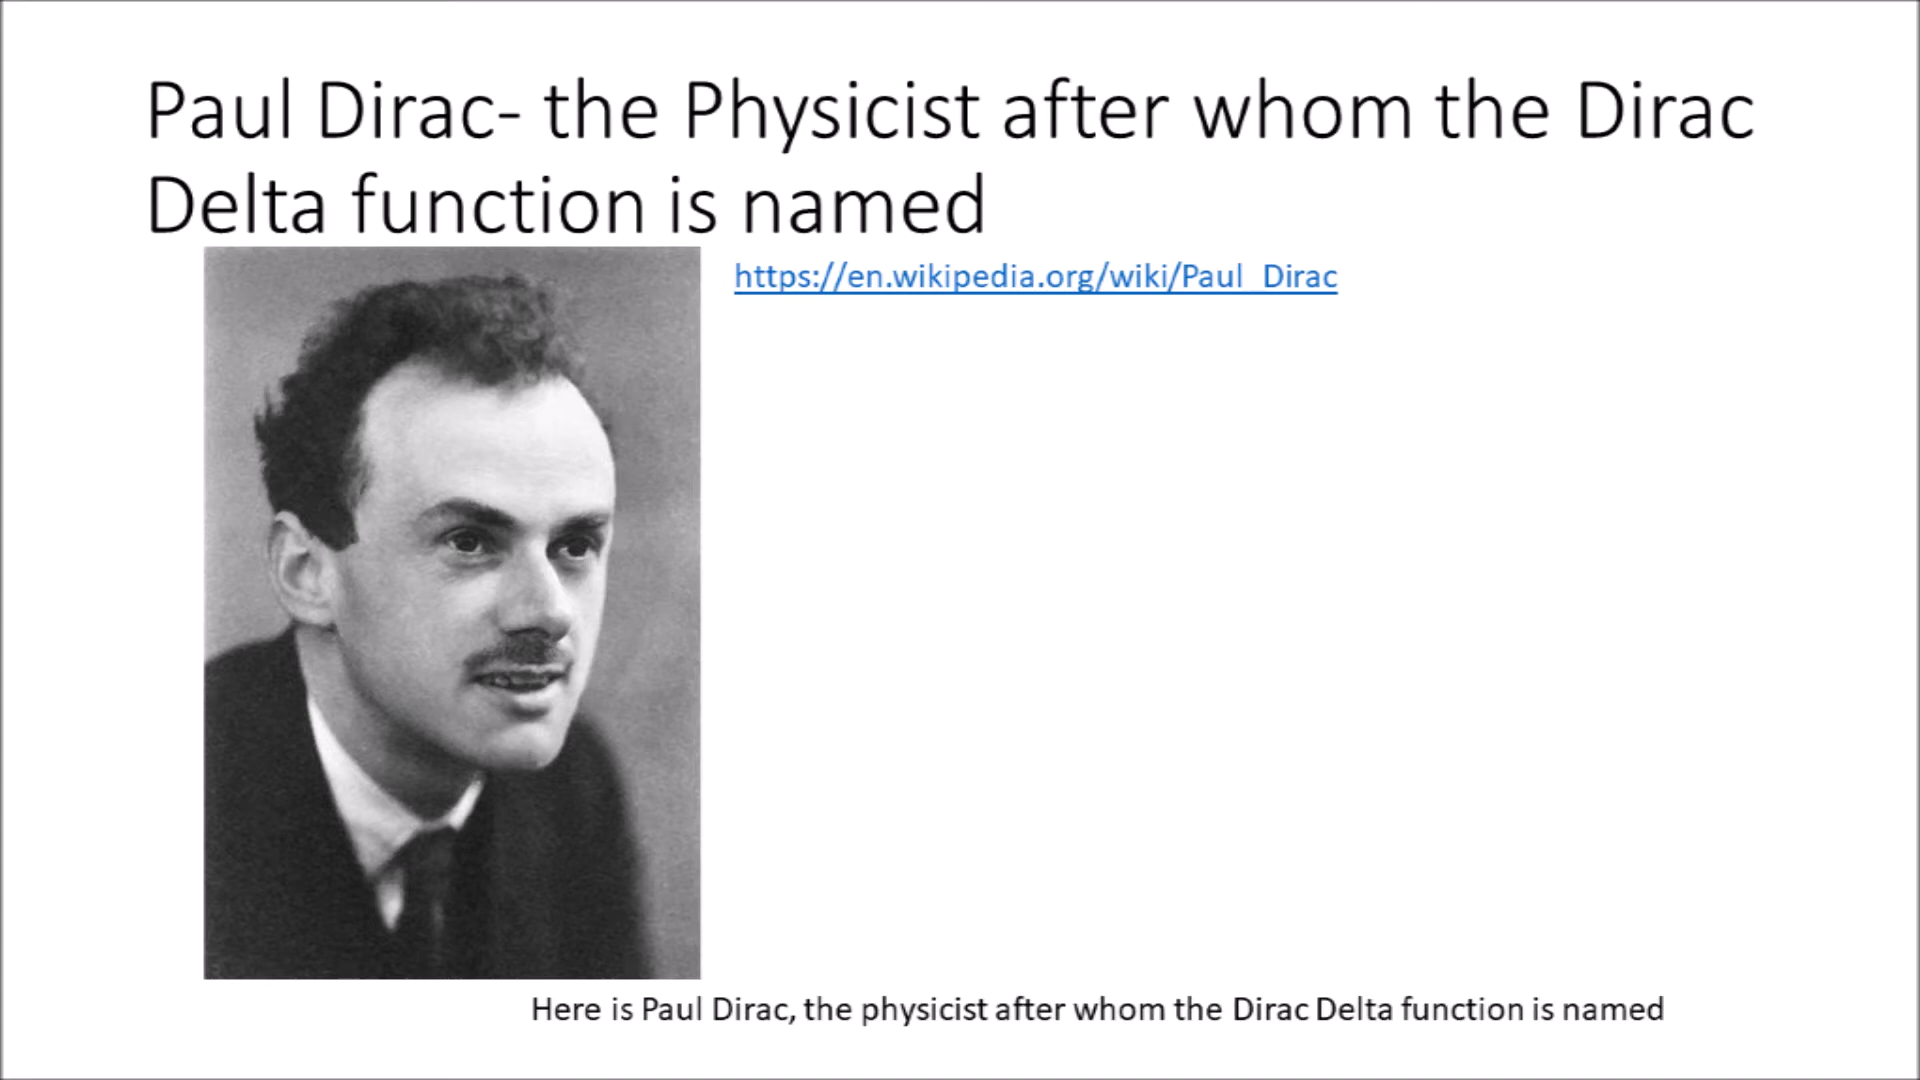 Paul Dirac- the Physicist after whom the Dirac
Delta function is named
https://en.wikipedia.org/wiki/Paul_Dirac
Here is Paul Dirac, the physicist after whom the Dirac Delta function is named